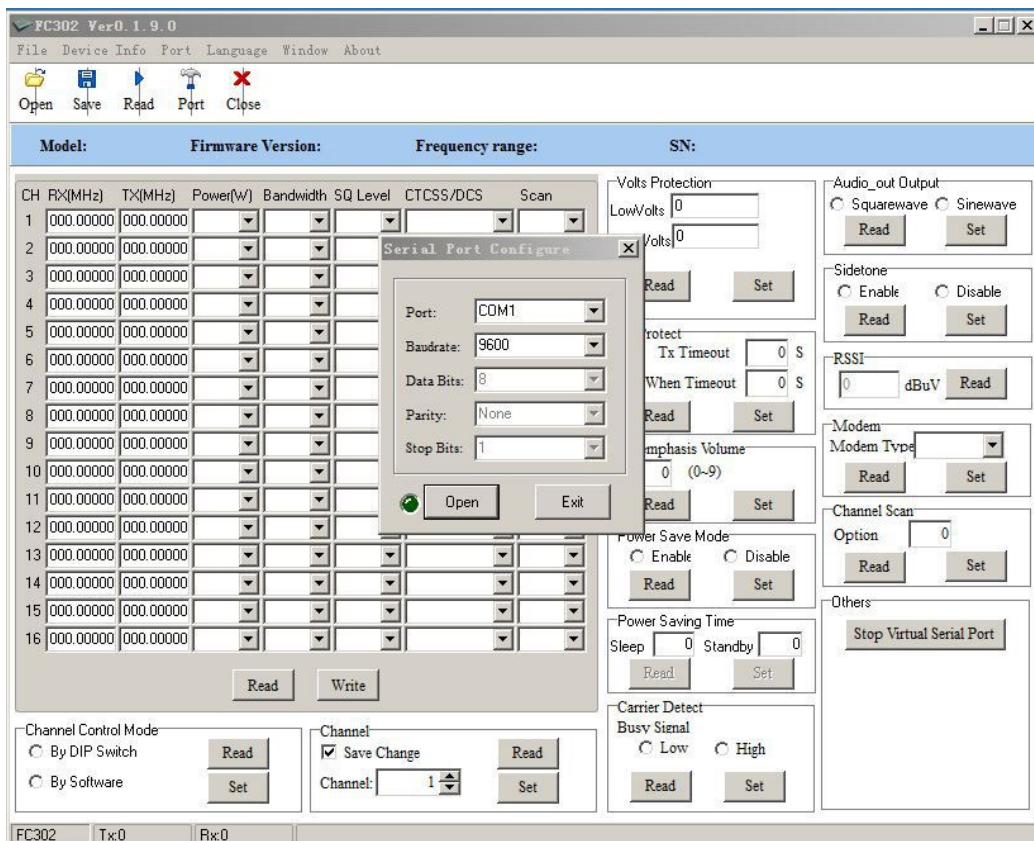 FC302 Ver0.1.9.0
File Device Info Port Language Window About
Open Save Read Port Close
Model: Firmware Version: Frequency range: SN:
CH RX(MHz) TX(MHz) Power(W) Bandwidth SQ Level CTCSS/DCS Scan
1 000.00000 000.00000
2 000.00000 000.00000
3 000.00000 000.00000
4 000.00000 000.00000
5 000.00000 000.00000
6 000.00000 000.00000
7 000.00000 000.00000
8 000.00000 000.00000
9 000.00000 000.00000
10 000.00000 000.00000
11 000.00000 000.00000
12 000.00000 000.00000
13 000.00000 000.00000
14 000.00000 000.00000
15 000.00000 000.00000
16 000.00000 000.00000
Read Write
Serial Port Configure
Port: COM1
Baudrate: 9600
Data Bits: 8
Parity: None
Stop Bits: 1
Open Exit
Channel Control Mode
By DIP Switch Read
By Software Set
Channel
Save Change Read
Channel: 1 Set
Volts Protection
LowVolts 0
Volts 0
Read Set
rotect
Tx Timeout 0 S
When Timeout 0 S
Read Set
mphasis Volume
0 (0~9)
Read Set
Power Save Mode
Enable Disable
Read Set
Power Saving Time
Sleep 0 Standby 0
Read Set
Carrier Detect
Busy Signal
Low High
Read Set
Audio_out Output
Squarewave Sinewave
Read Set
Sidetone
Enable Disable
Read Set
RSSI
0 dBuV Read
Modem
Modem Type
Read Set
Channel Scan
Option 0
Read Set
Others
Stop Virtual Serial Port
FC302 Tx:0 Rx:0